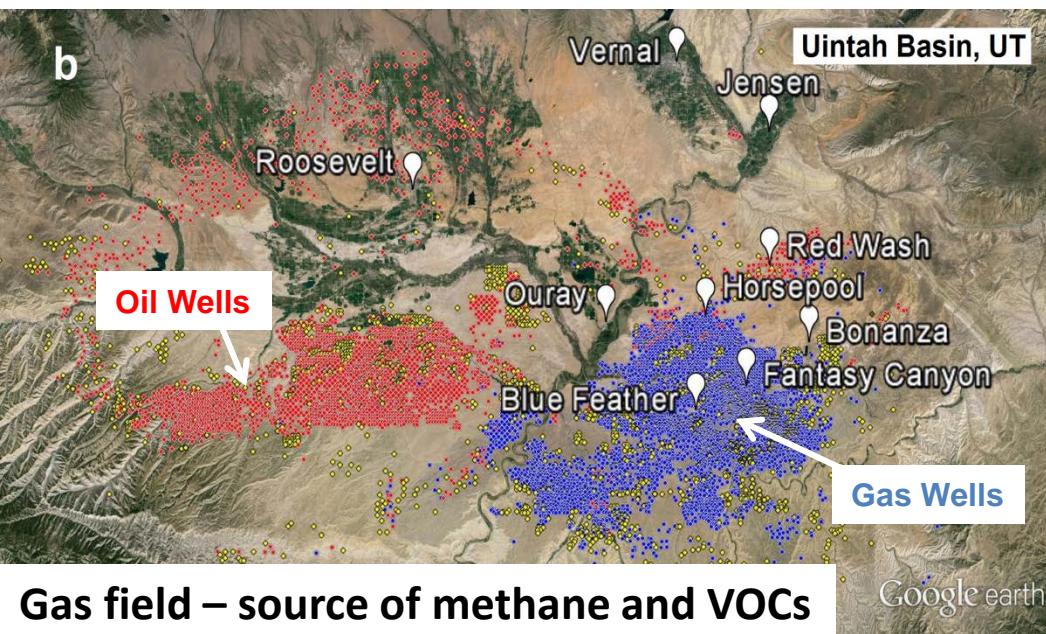 b
Vernal
Uintah Basin, UT
Jensen
Roosevelt
Red Wash
Oil Wells
Ouray
Horsepool
Bonanza
Fantasy Canyon
Blue Feather
Gas Wells
Gas field – source of methane and VOCs
Google earth